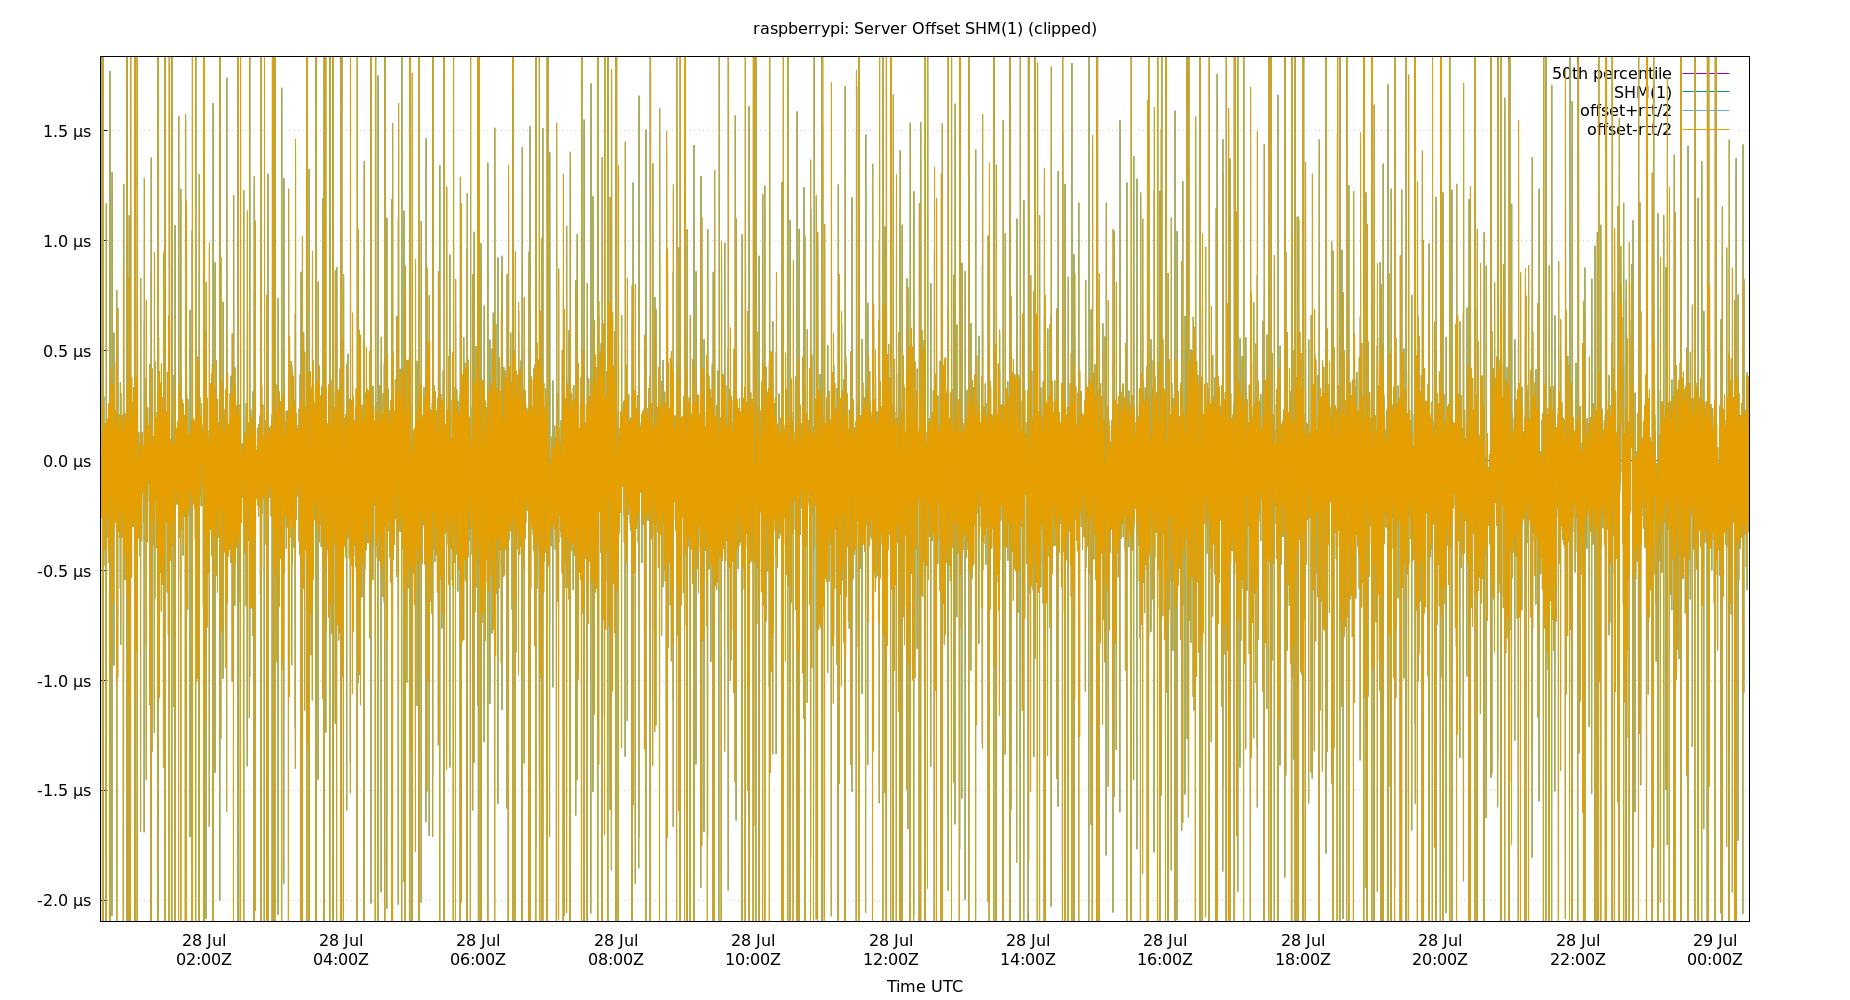 raspberrypi: Server Offset SHM(1) (clipped)
50th percentile
SHM(1)
offset+rtt/2
offset-rtt/2
1.5 µs
1.0 µs
0.5 µs
0.0 µs
-0.5 µs
-1.0 µs
-1.5 µs
-2.0 µs
28 Jul 28 Jul 28 Jul 28 Jul 28 Jul 28 Jul 28 Jul 28 Jul 28 Jul 28 Jul 28 Jul 29 Jul
02:00Z 04:00Z 06:00Z 08:00Z 10:00Z 12:00Z 14:00Z 16:00Z 18:00Z 20:00Z 22:00Z 00:00Z
Time UTC